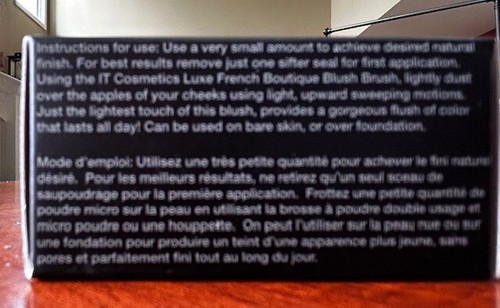 Instructions for use: Use a very small amount to achieve desired natural
finish. For best results remove just one sifter seal for first application.
Using the IT Cosmetics Luxe French Boutique Blush Brush, lightly dust
over the apples of your cheeks using light, upward sweeping motions.
Just the lightest touch of this blush, provides a gorgeous flush of color
that lasts all day! Can be used on bare skin, or over foundation.
Mode d'emploi: Utilisez une très petite quantité pour achever le fini naturel
désiré. Pour les meilleurs résultats, ne retirez qu'un seul sceau de
saupoudrage pour la première application. Frottez une petite quantité de
poudre micro sur la peau en utilisant la brosse à poudre double usage et
micro poudre ou une houppette. On peut l'utiliser sur la peau nue ou sur
une fondation pour produire un teint d'une apparence plus jeune, sans
pores et parfaitement fini tout au long du jour.